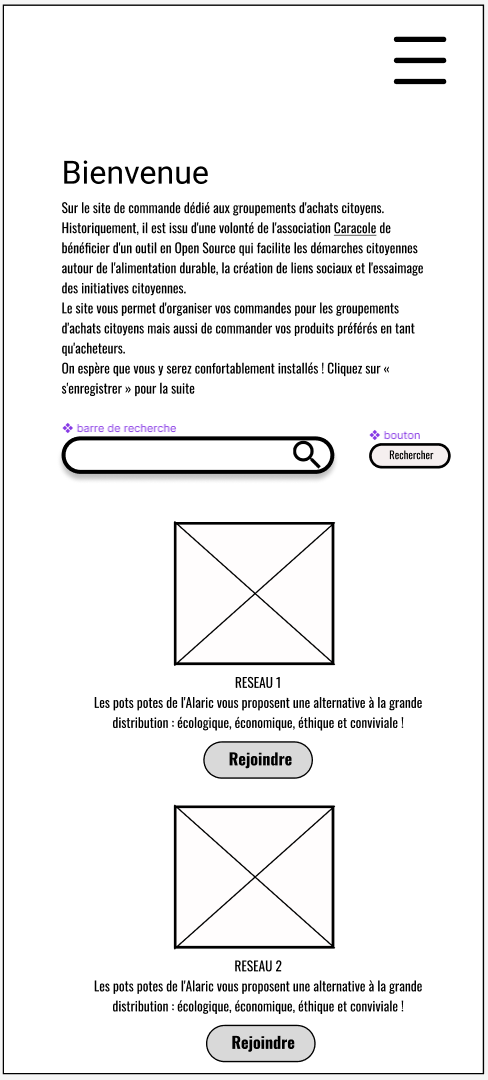 Bienvenue
Sur le site de commande dédié aux groupements d'achats citoyens.
Historiquement, il est issu d'une volonté de l'association Caracole de
bénéficier d'un outil en Open Source qui facilite les démarches citoyennes
autour de l'alimentation durable, la création de liens sociaux et l'essaimage
des initiatives citoyennes.
Le site vous permet d'organiser vos commandes pour les groupements
d'achats citoyens mais aussi de commander vos produits préférés en tant
qu'acheteurs.
On espère que vous y serez confortablement installés ! Cliquez sur «
s'enregistrer » pour la suite
barre de recherche
bouton
Rechercher
RESEAU 1
Les pots potes de l'Alaric vous proposent une alternative à la grande
distribution : écologique, économique, éthique et conviviale !
Rejoindre
RESEAU 2
Les pots potes de l'Alaric vous proposent une alternative à la grande
distribution : écologique, économique, éthique et conviviale !
Rejoindre